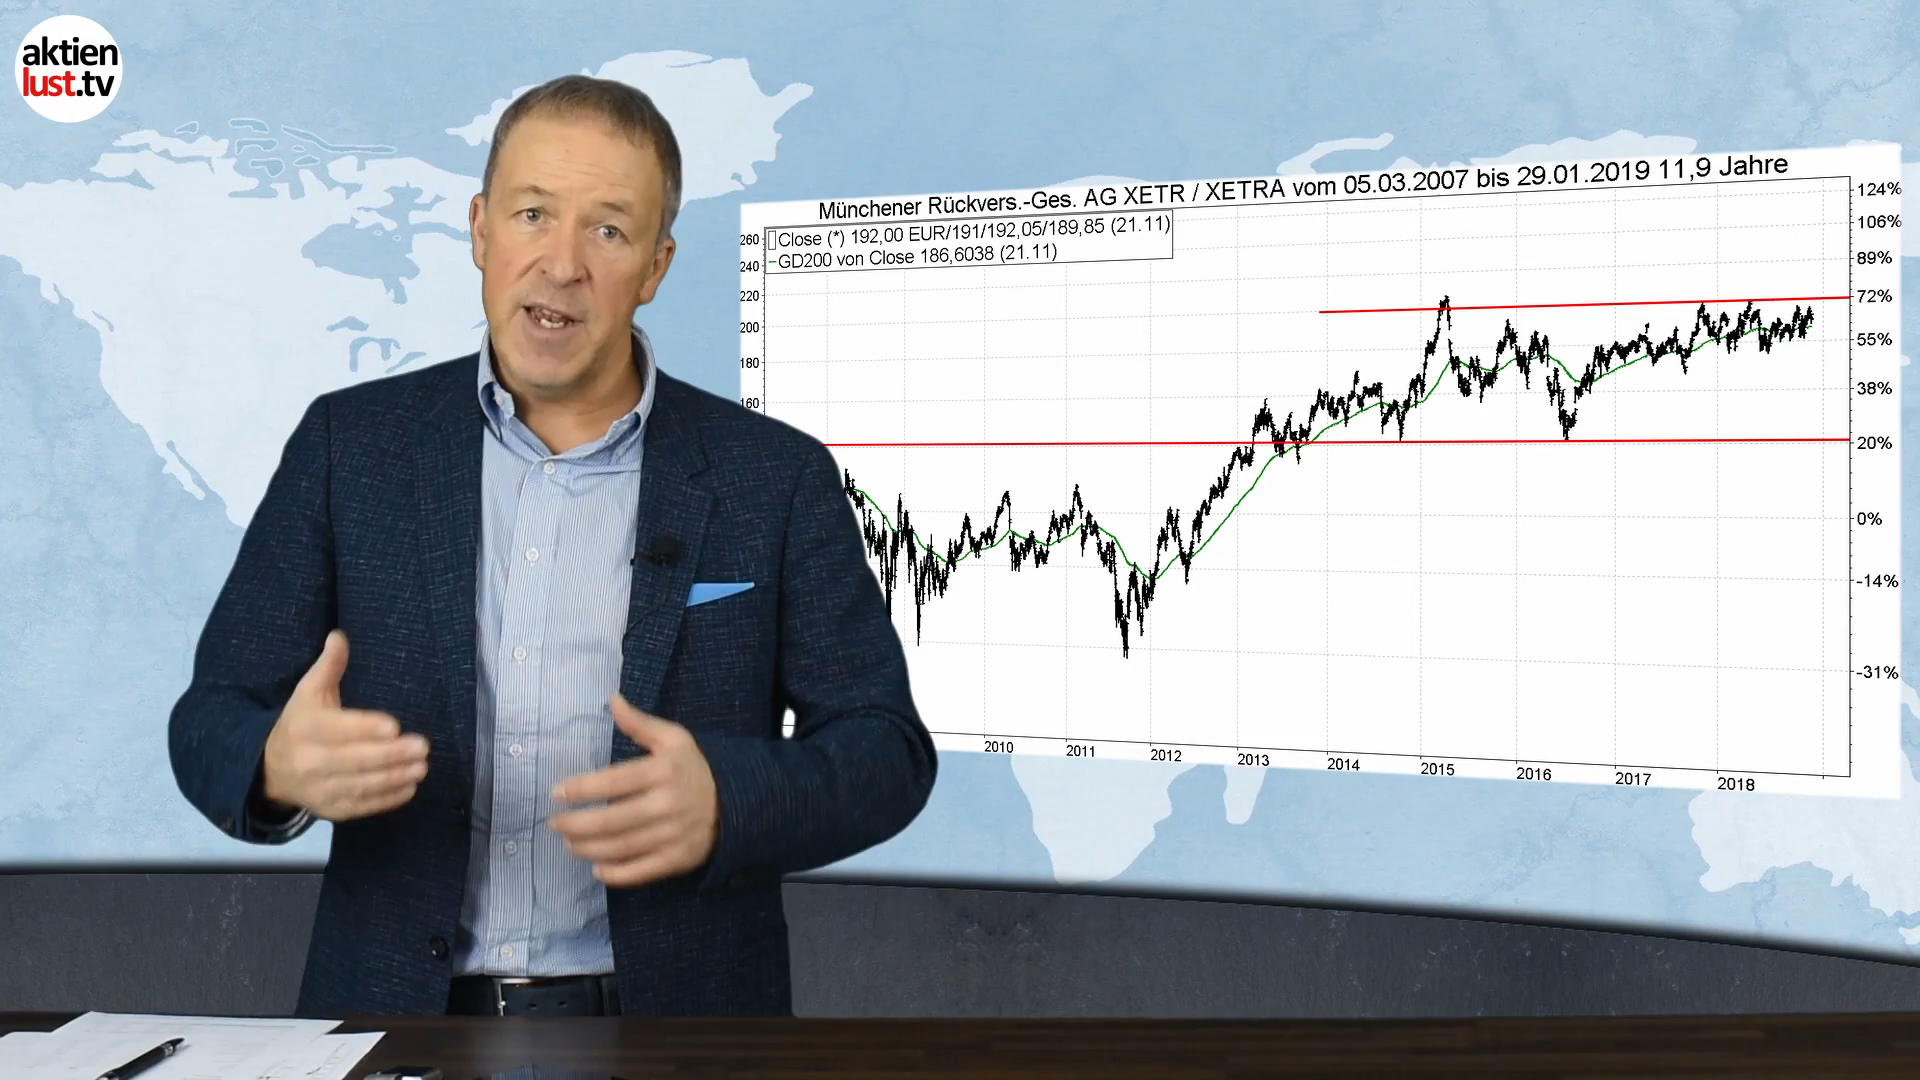 aktien
lust.tv
Münchener Rückvers.-Ges. AG XETR / XETRA vom 05.03.2007 bis 29.01.2019 11,9 Jahre
Close (*) 192,00 EUR/191/192,05/189,85 (21.11)
GD200 von Close 186,6038 (21.11)
260
240
220
200
180
160
124%
106%
89%
72%
55%
38%
20%
0%
-14%
-31%
2010 2011 2012 2013 2014 2015 2016 2017 2018